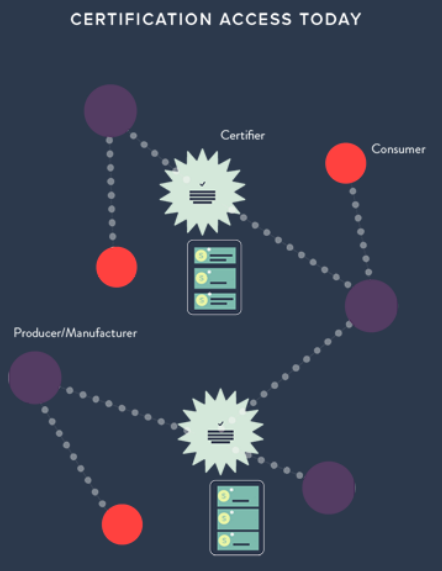 CERTIFICATION ACCESS TODAY
Certifier
Consumer
Producer/Manufacturer